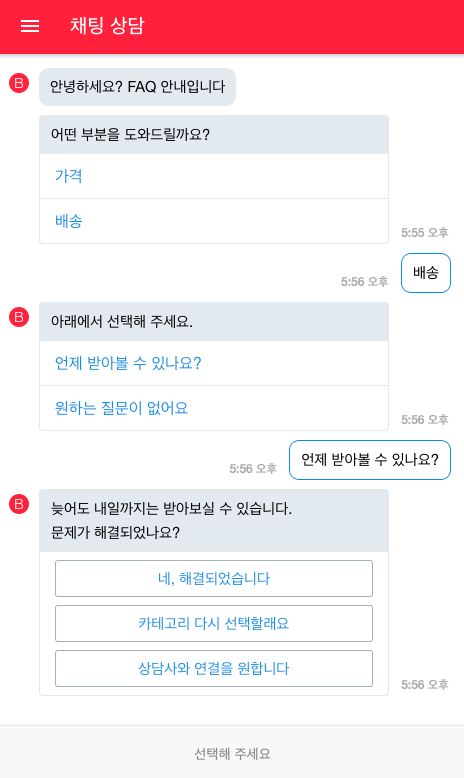 채팅 상담
B
안녕하세요? FAQ 안내입니다
어떤 부분을 도와드릴까요?
가격
배송
5:55 오후
배송
5:56 오후
B
아래에서 선택해 주세요.
언제 받아볼 수 있나요?
원하는 질문이 없어요
5:56 오후
언제 받아볼 수 있나요?
5:56 오후
B
늦어도 내일까지는 받아보실 수 있습니다.
문제가 해결되었나요?
네, 해결되었습니다
카테고리 다시 선택할래요
상담사와 연결을 원합니다
5:56 오후
선택해 주세요